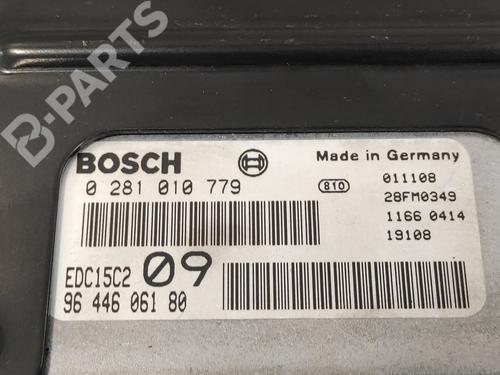 B-PARTS
BOSCH
Made in Germany
0 281 010 779
810
011108
28FM0349
1166 0414
19108
EDC15C2 09
96 446 061 80